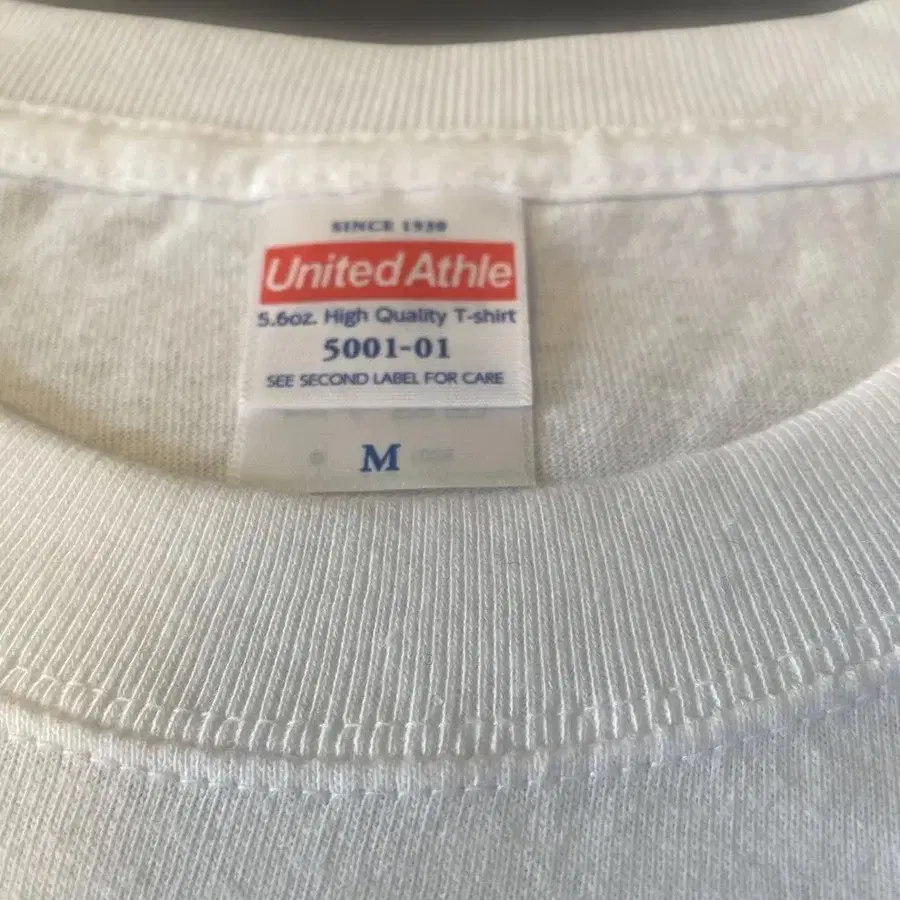 SINCE 1930
United Athle
5.6oz. High Quality T-shirt
5001-01
SEE SECOND LABEL FOR CARE
M